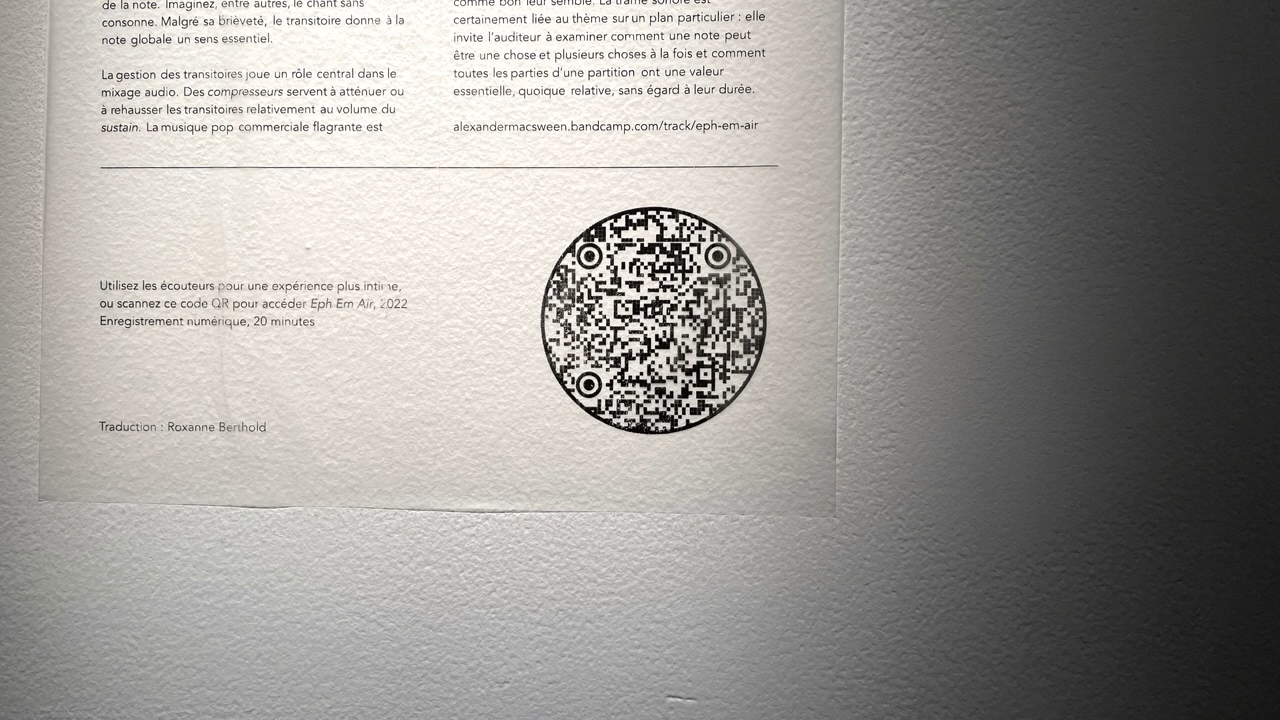 de la note. Imaginez, entre autres, le chant sans
consonne. Malgré sa brièveté, le transitoire donne à la
note globale un sens essentiel.
La gestion des transitoires joue un rôle central dans le
mixage audio. Des compresseurs servent à atténuer ou
à rehausser les transitoires relativement au volume du
sustain. La musique pop commerciale flagrante est
comme bon leur semble. La trame sonore est
certainement liée au thème sur un plan particulier : elle
invite l'auditeur à examiner comment une note peut
être une chose et plusieurs choses à la fois et comment
toutes les parties d'une partition ont une valeur
essentielle, quoique relative, sans égard à leur durée.
alexandermacsween.bandcamp.com/track/eph-em-air
Utilisez les écouteurs pour une expérience plus intime,
ou scannez ce code QR pour accéder Eph Em Air, 2022
Enregistrement numérique, 20 minutes
Traduction : Roxanne Berthold